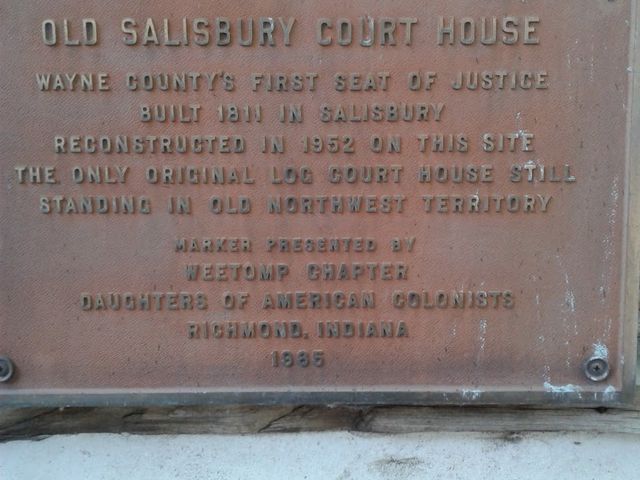 OLD SALISBURY COURT HOUSE
WAYNE COUNTY'S FIRST SEAT OF JUSTICE
BUILT 1811 IN SALISBURY
RECONSTRUCTED IN 1952 ON THIS SITE
THE ONLY ORIGINAL LOG COURT HOUSE STILL
STANDING IN OLD NORTHWEST TERRITORY
MARKER PRESENTED BY
WEETOMP CHAPTER
DAUGHTERS OF AMERICAN COLONISTS
RICHMOND, INDIANA